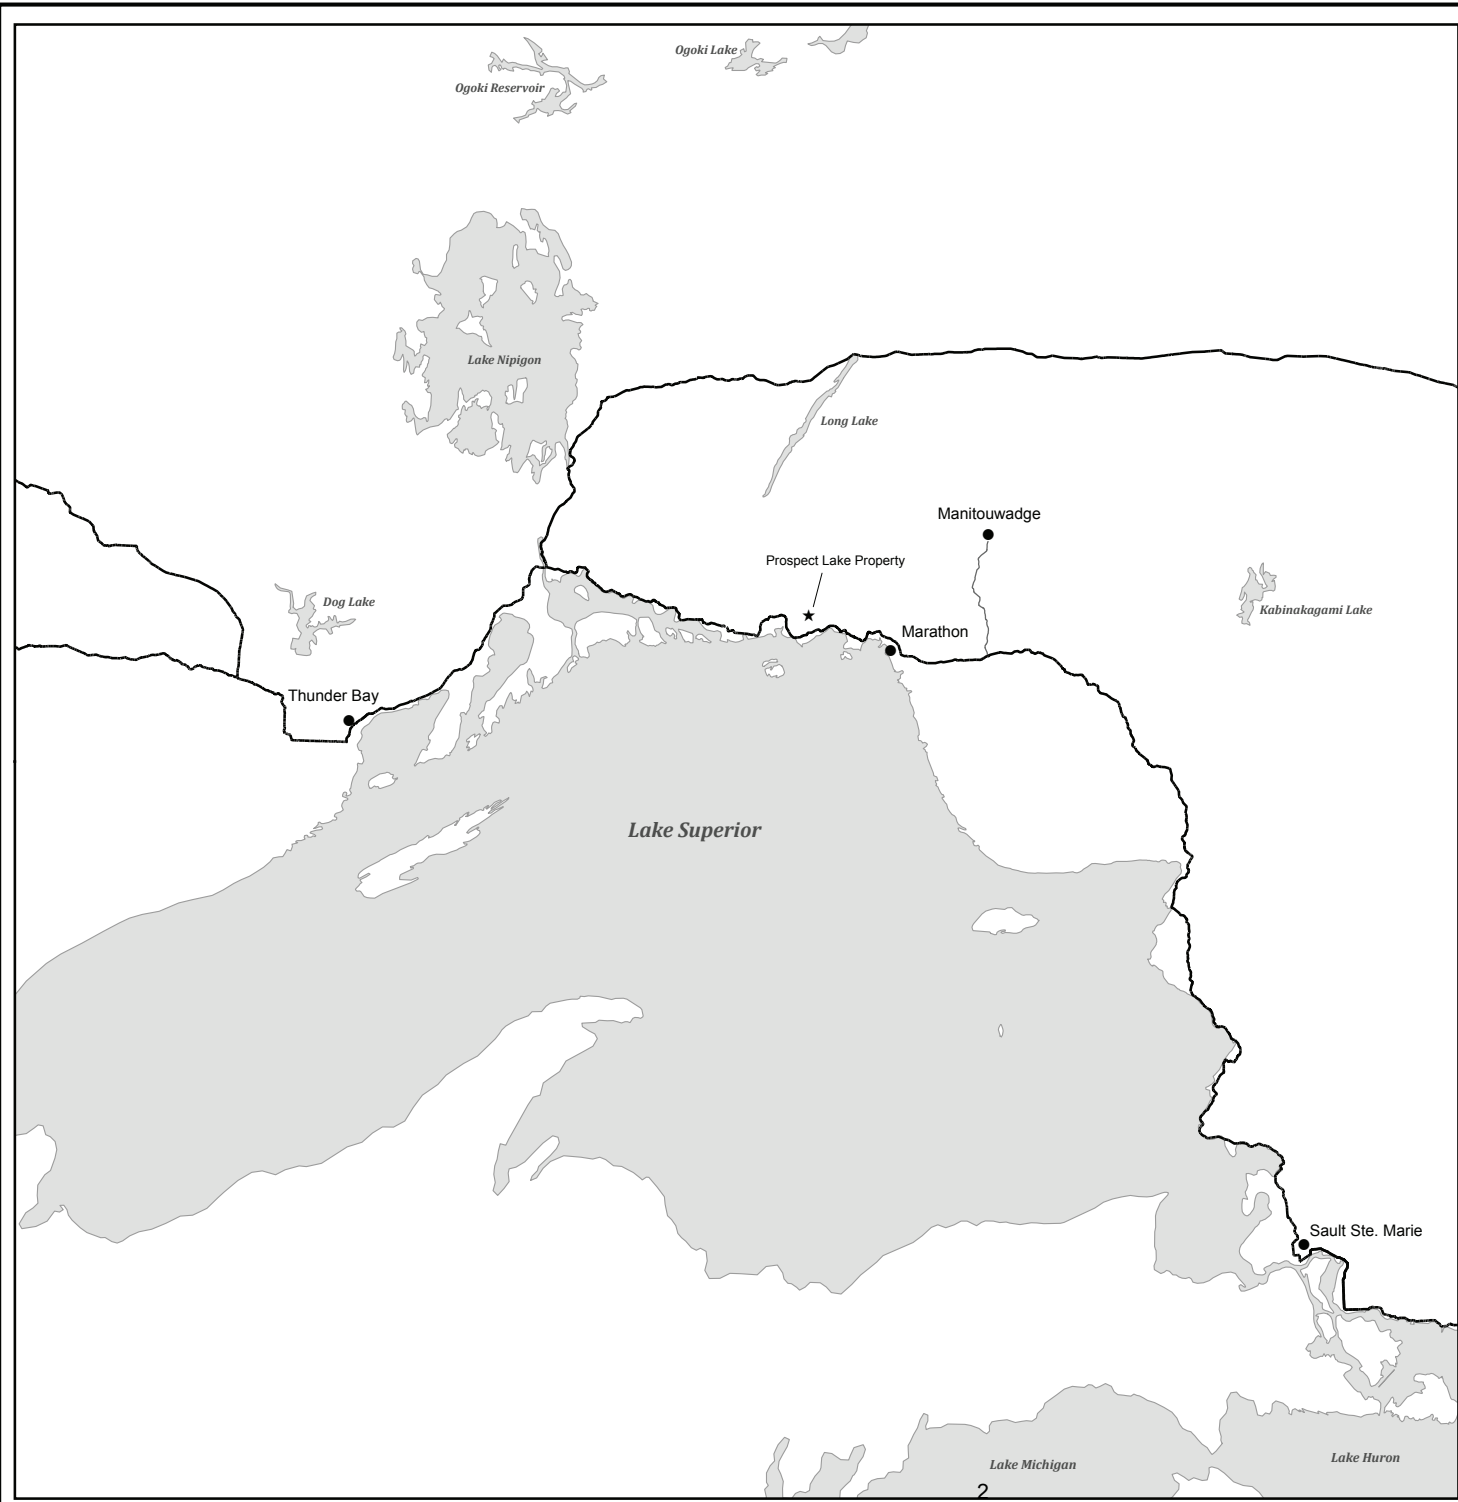 Ogoki Lake
Ogoki Reservoir
Lake Nipigon
Long Lake
Manitouwadge
Prospect Lake Property
Dog Lake
Kabinakagami Lake
Marathon
Thunder Bay
Lake Superior
Sault Ste. Marie
Lake Huron
Lake Michigan
2